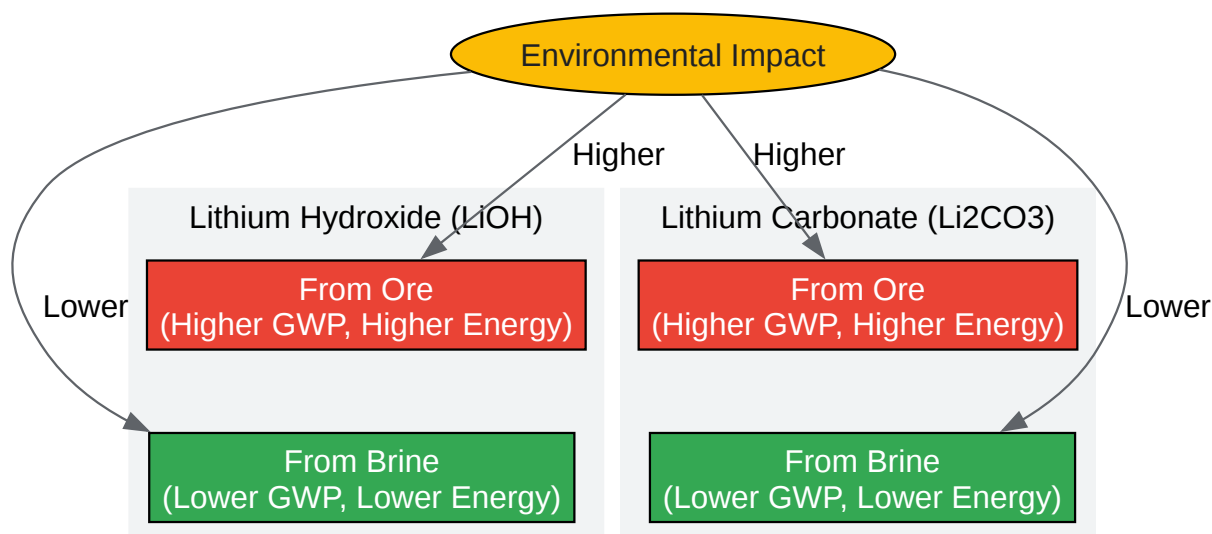 Environmental Impact
Higher
Higher
Lithium Hydroxide (LiOH)
Lithium Carbonate (Li2CO3)
From Ore
(Higher GWP, Higher Energy)
From Ore
(Higher GWP, Higher Energy)
Lower
Lower
From Brine
(Lower GWP, Lower Energy)
From Brine
(Lower GWP, Lower Energy)